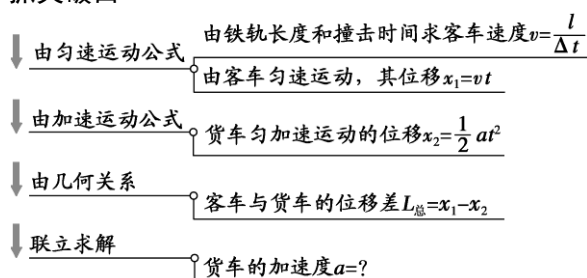 由铁轨长度和撞击时间求客车速度v=l/Δt
由匀速运动公式
由客车匀速运动，其位移x₁=vt
由加速运动公式
货车匀加速运动的位移x₂=1/2 at²
由几何关系
客车与货车的位移差L总=x₁-x₂
联立求解
货车的加速度a=?